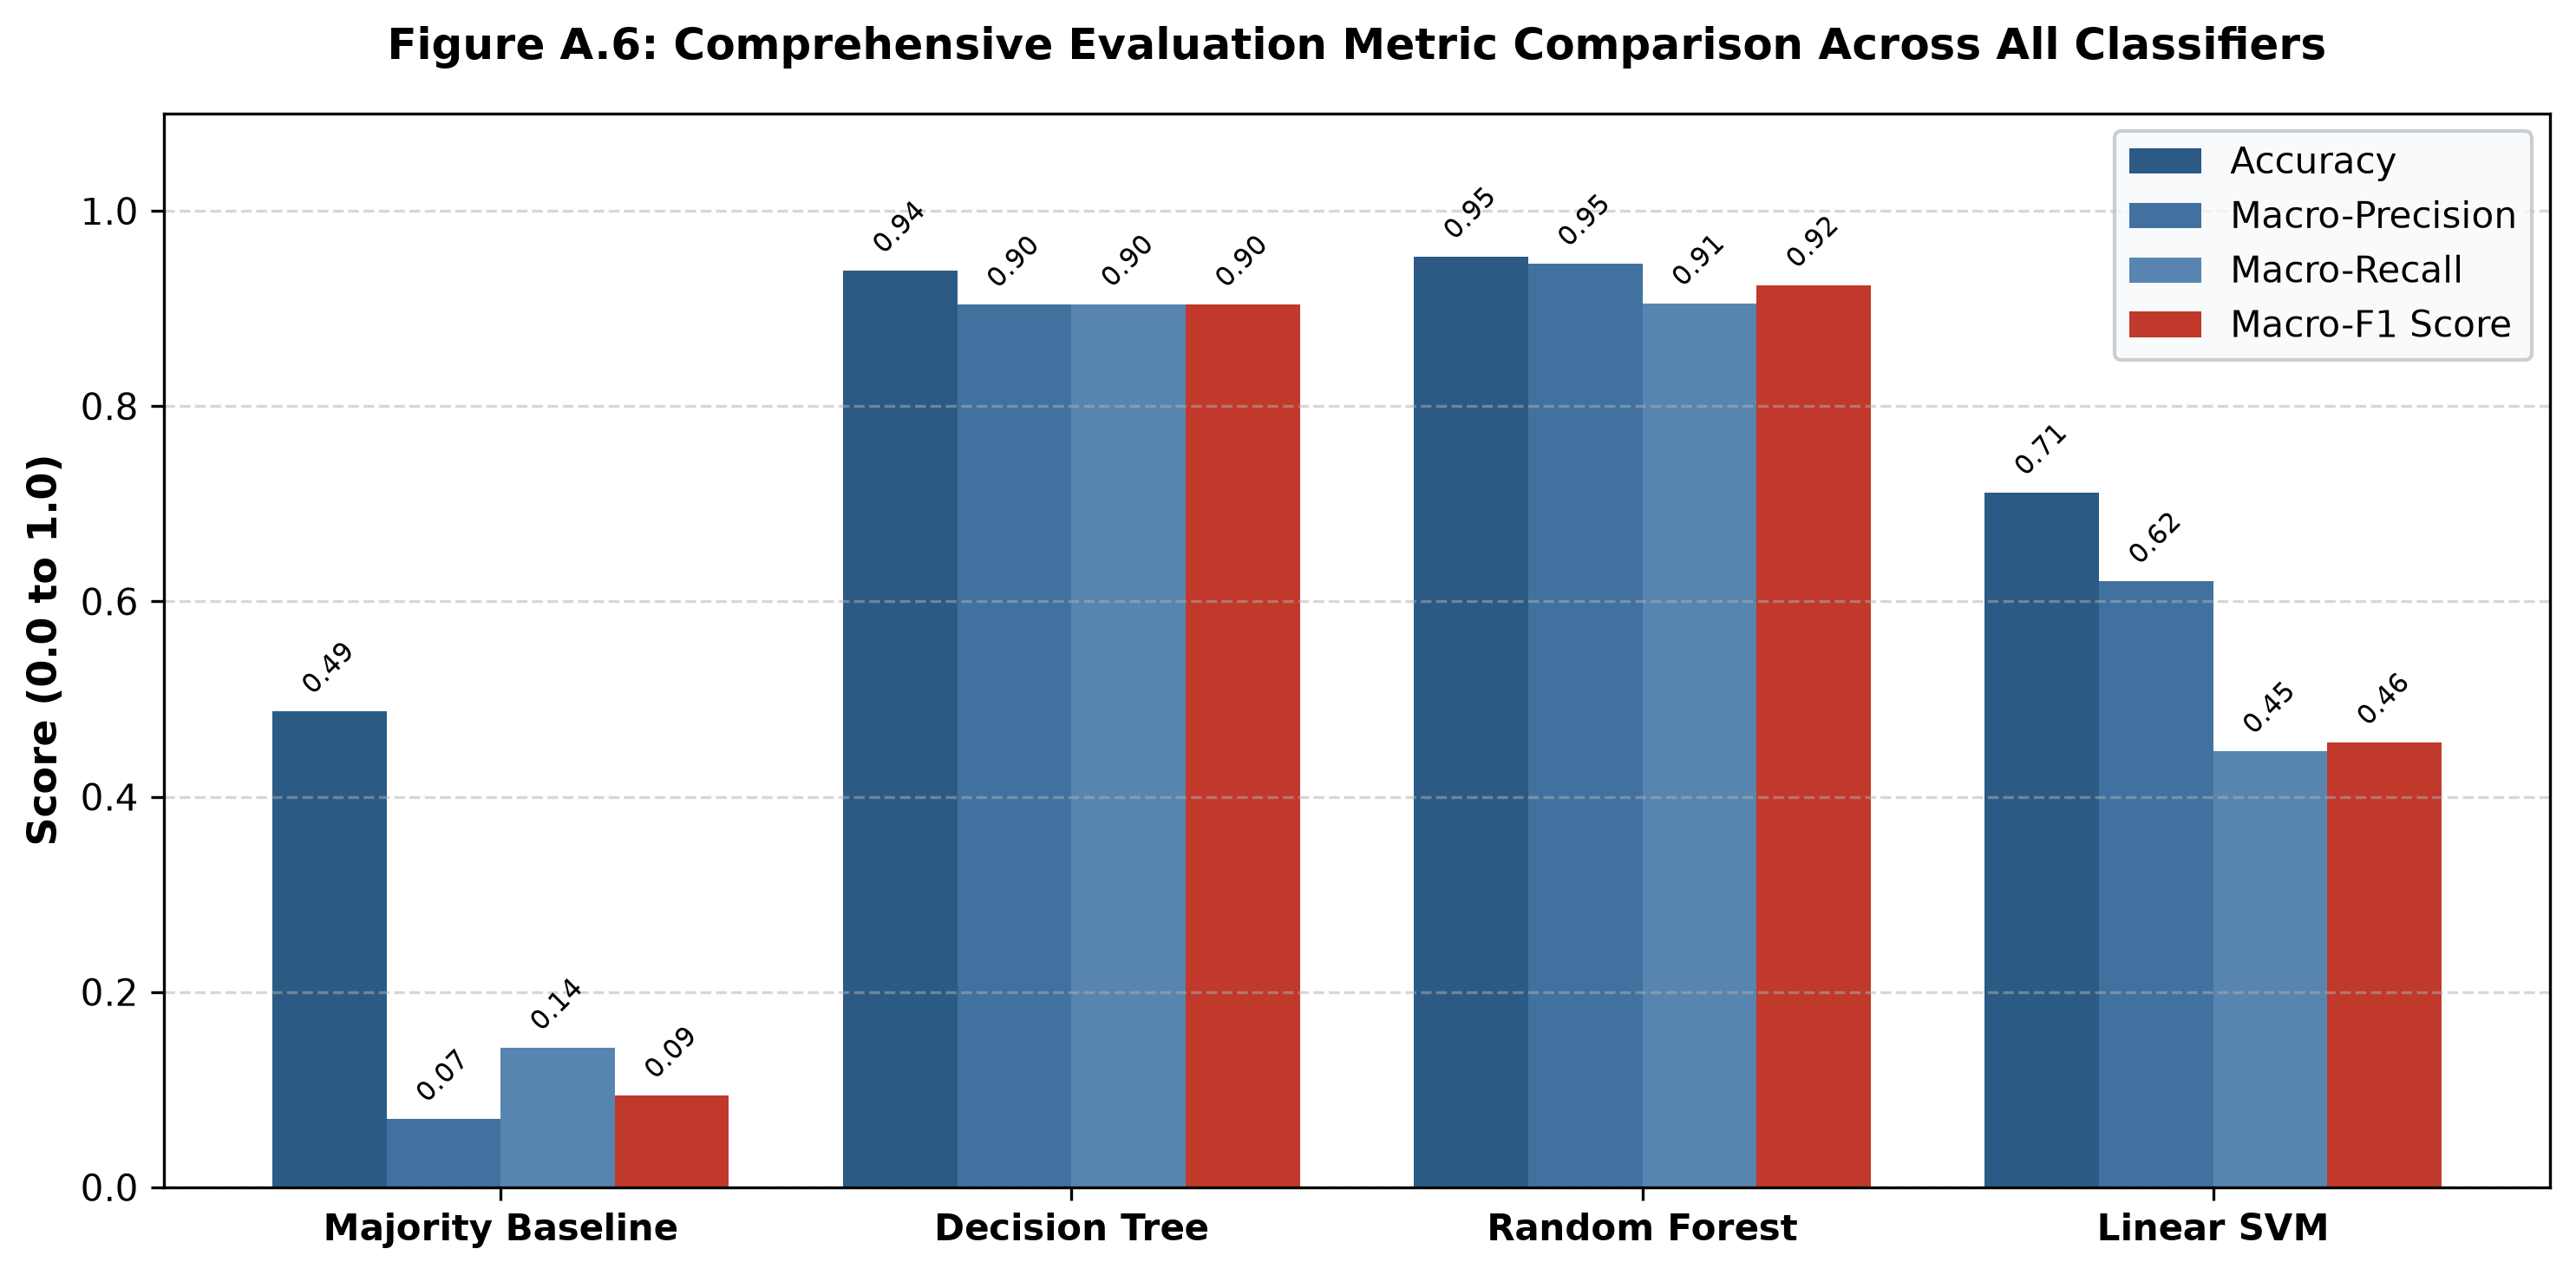 Figure A.6: Comprehensive Evaluation Metric Comparison Across All Classifiers
Accuracy
Macro-Precision
Macro-Recall
Macro-F1 Score
Score (0.0 to 1.0)
1.0
0.8
0.6
0.4
0.2
0.0
0.49
0.07
0.14
0.09
0.94
0.90
0.90
0.90
0.95
0.95
0.91
0.92
0.71
0.62
0.45
0.46
Majority Baseline
Decision Tree
Random Forest
Linear SVM